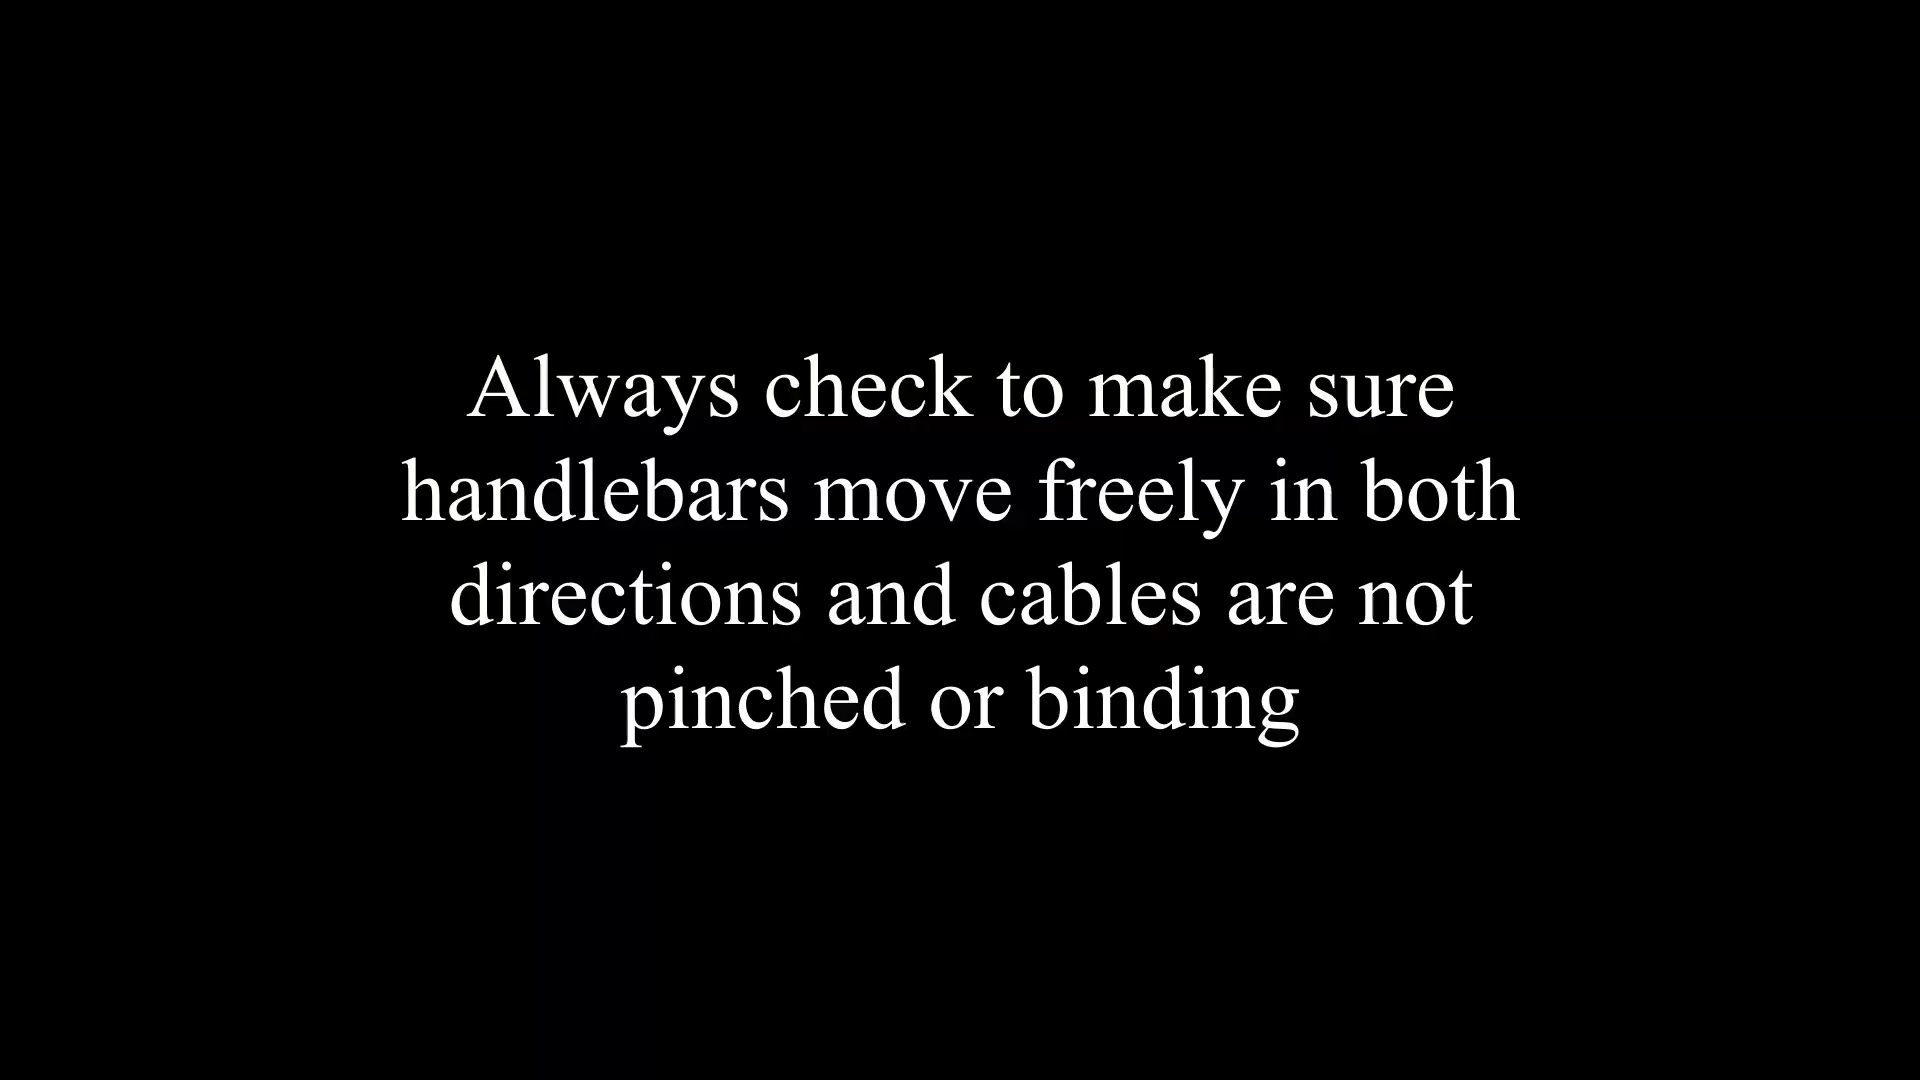 Always check to make sure
handlebars move freely in both
directions and cables are not
pinched or binding